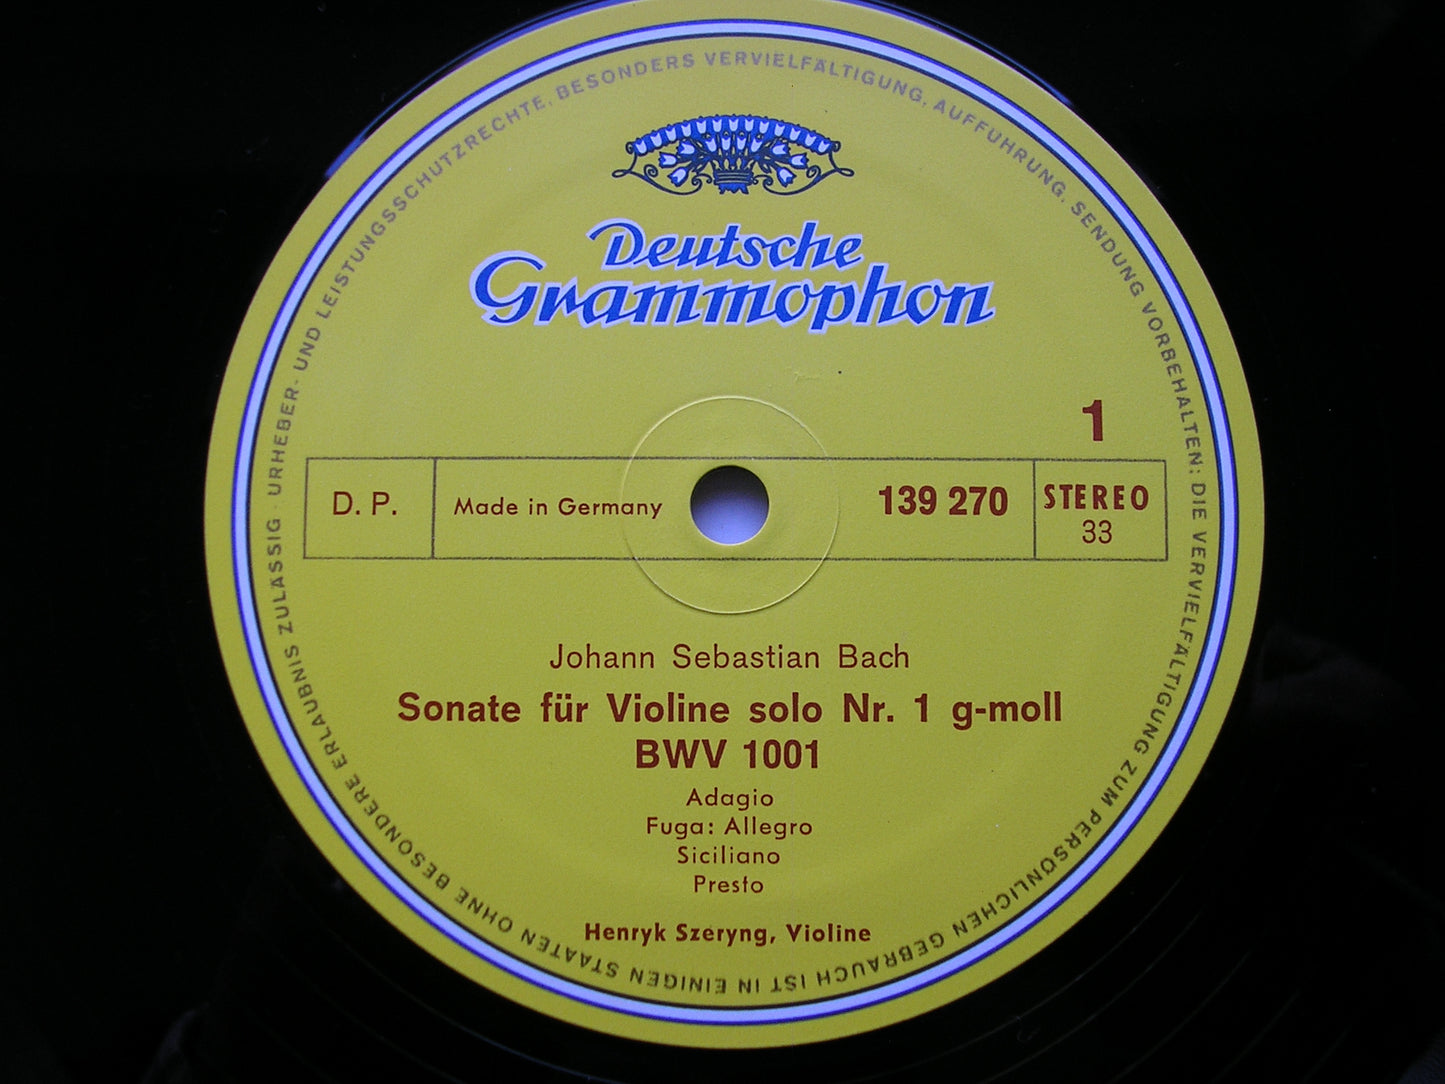 URHEBER- UND LEISTUNGSSCHUTZRECHTE, BESONDERS VERVIELFÄLTIGUNG, AUFFÜHRUNG, SENDUNG VORBEHALTEN: DIE VERVIELFÄLTIGUNG ZUM PERSÖNLICHEN GEBRAUCH IST IN EINIGEN STAATEN OHNE BESONDERE ERLAUBNIS ZULÄSSIG ·
Deutsche
Grammophon
1
D. P. Made in Germany 139 270 STEREO
33
Johann Sebastian Bach
Sonate für Violine solo Nr. 1 g-moll
BWV 1001
Adagio
Fuga: Allegro
Siciliano
Presto
Henryk Szeryng, Violine